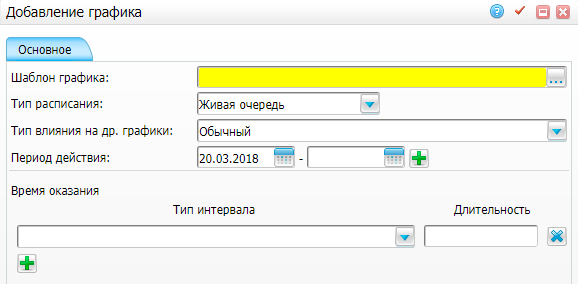 Добавление графика
Основное
Шаблон графика: ...
Тип расписания: Живая очередь
Тип влияния на др. графики: Обычный
Период действия: 20.03.2018 -
Время оказания
Тип интервала Длительность